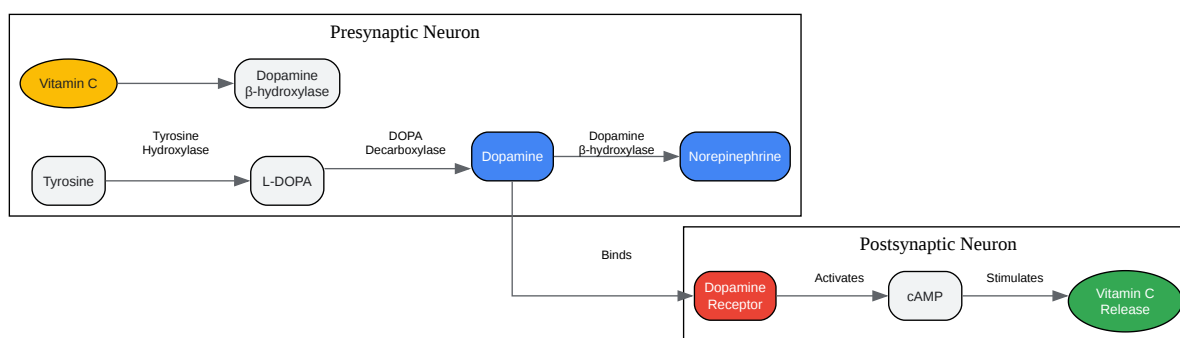 Presynaptic Neuron
Vitamin C
Dopamine
β-hydroxylase
Tyrosine
Hydroxylase
DOPA
Decarboxylase
Dopamine
β-hydroxylase
Tyrosine
L-DOPA
Dopamine
Norepinephrine
Binds
Postsynaptic Neuron
Dopamine
Receptor
Activates
cAMP
Stimulates
Vitamin C
Release